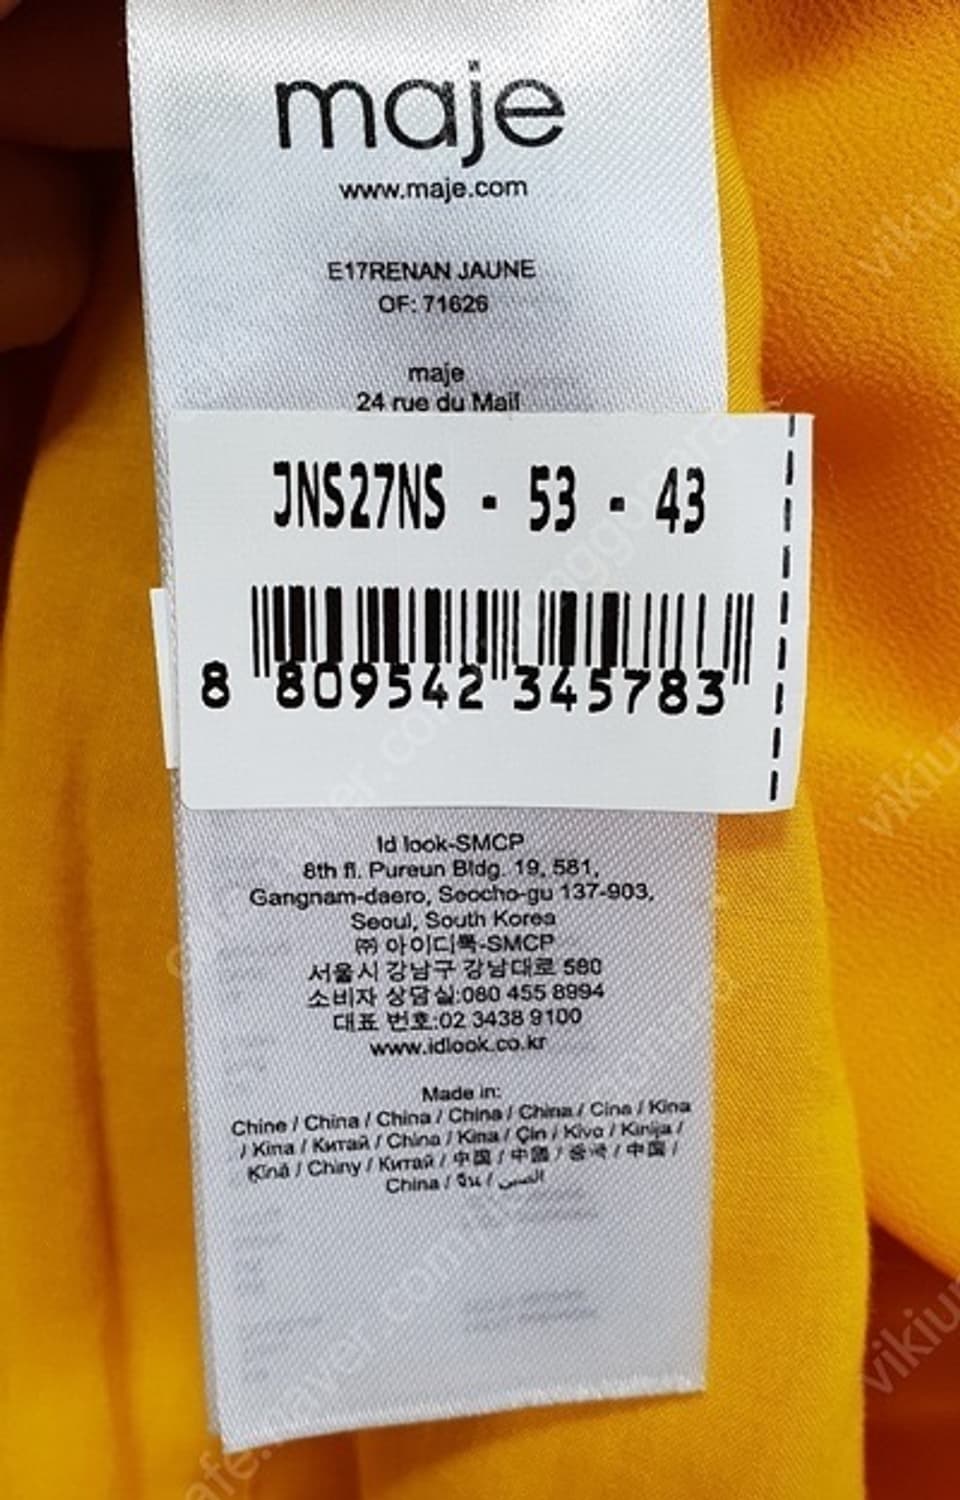 maje
www.maje.com
E17RENAN JAUNE
OF: 71626
maje
24 rue du Mail
JNS27NS - 53 - 43
8 809542 345783
Id look-SMCP
8th fl. Pureun Bldg. 19, 581,
Gangnam-daero, Seocho-gu 137-903,
Seoul, South Korea
㈜ 아이디룩-SMCP
서울시 강남구 강남대로 580
소비자 상담실:080 455 8994
대표 번호:02 3438 9100
www.idlook.co.kr
Made in:
Chine / China / China / China / China / Cina / Kina
/ Kina / Китай / China / Kina / Çin / Kívα / Kinija /
Ķīnā / Chiny / Китай / 中国 / 中國 / 중국 / 中国 /
China / จีน / الصين